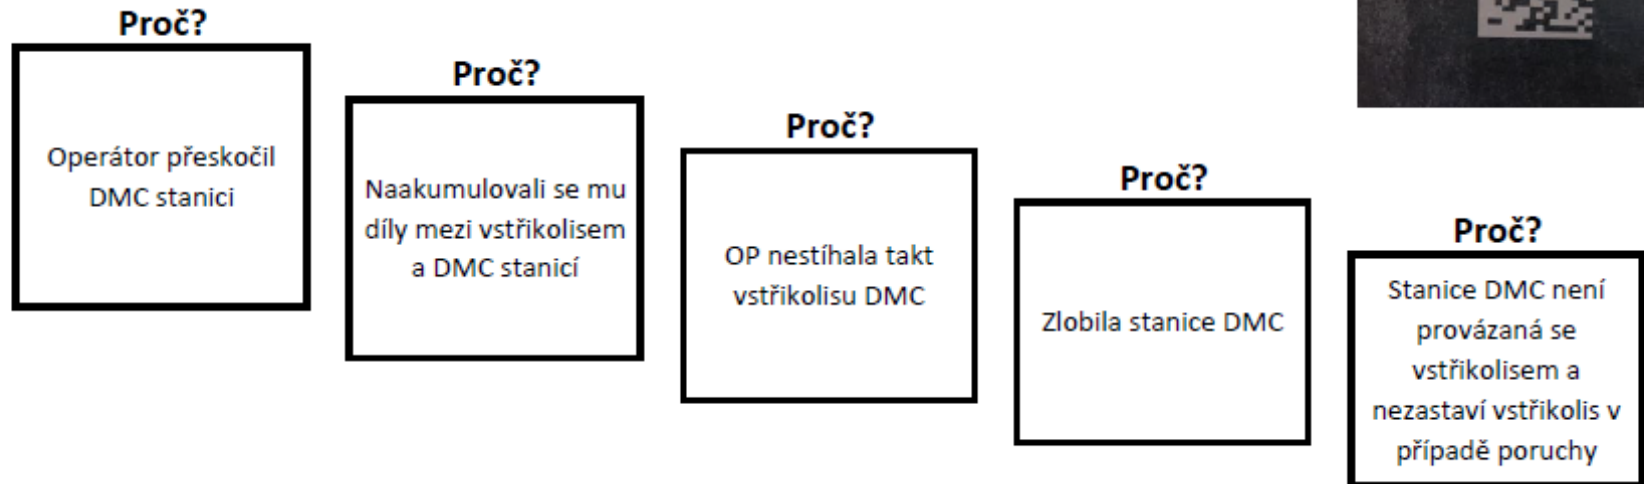 Proč?
Operátor přeskočil
DMC stanici
Proč?
Naakumulovali se mu
díly mezi vstřikolisem
a DMC stanicí
Proč?
OP nestíhala takt
vstřikolisu DMC
Proč?
Zlobila stanice DMC
Proč?
Stanice DMC není
provázaná se
vstřikolisem a
nezastaví vstřikolis v
případě poruchy